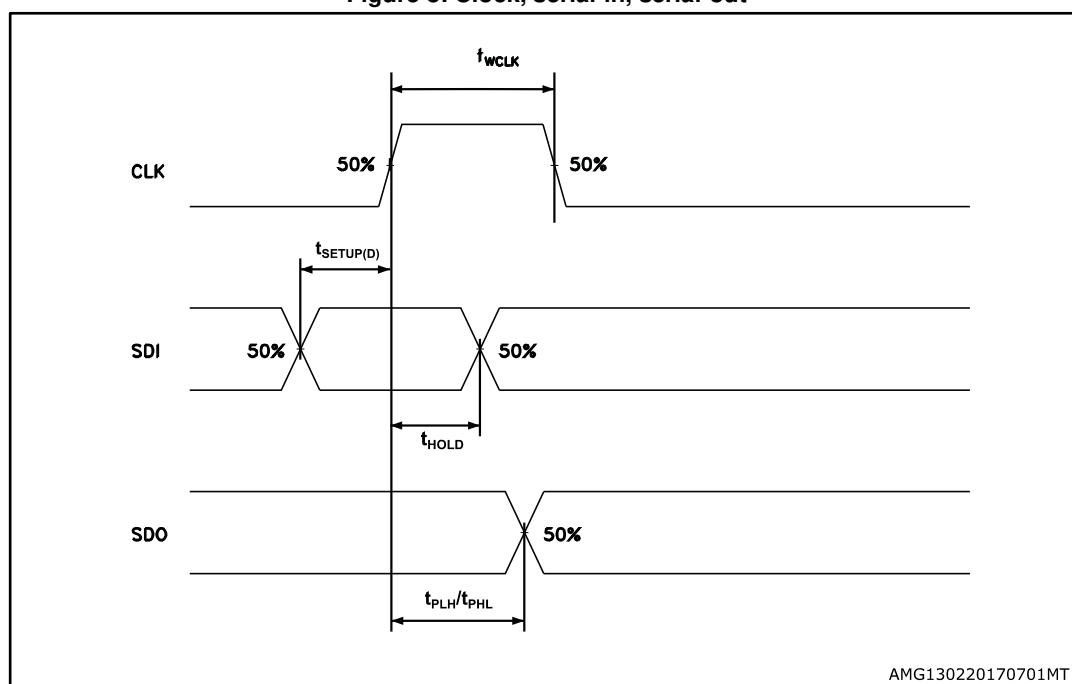 Figure 5. Clock, serial-in, serial-out
tWCLK
CLK
50%
50%
tSETUP(D)
SDI
50%
50%
tHOLD
SDO
50%
tPLH/tPHL
AMG130220170701MT